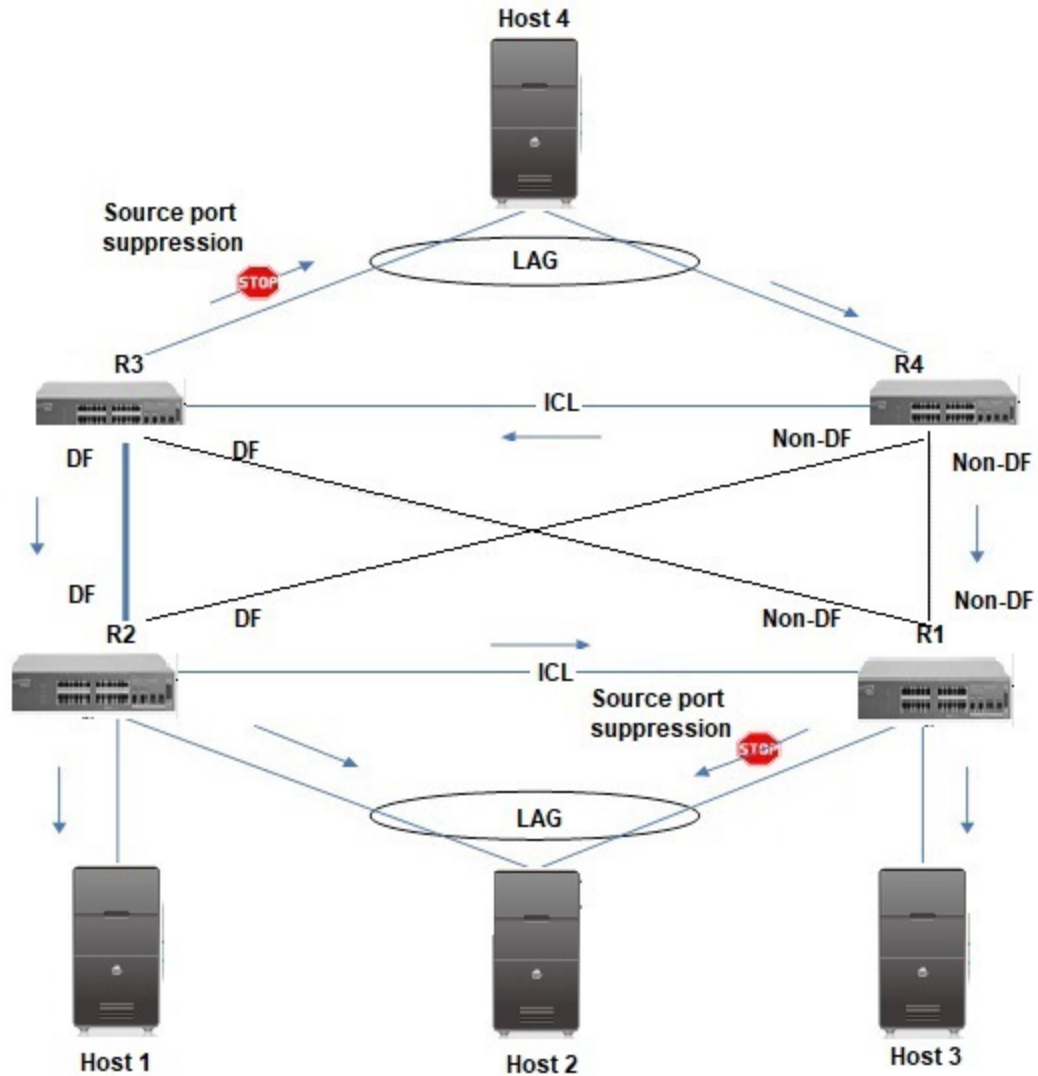 Host 4
Source port
suppression
STOP
LAG
R3
R4
ICL
DF
DF
Non-DF
Non-DF
DF
DF
Non-DF
Non-DF
R2
R1
ICL
Source port
suppression
STOP
LAG
Host 1
Host 2
Host 3